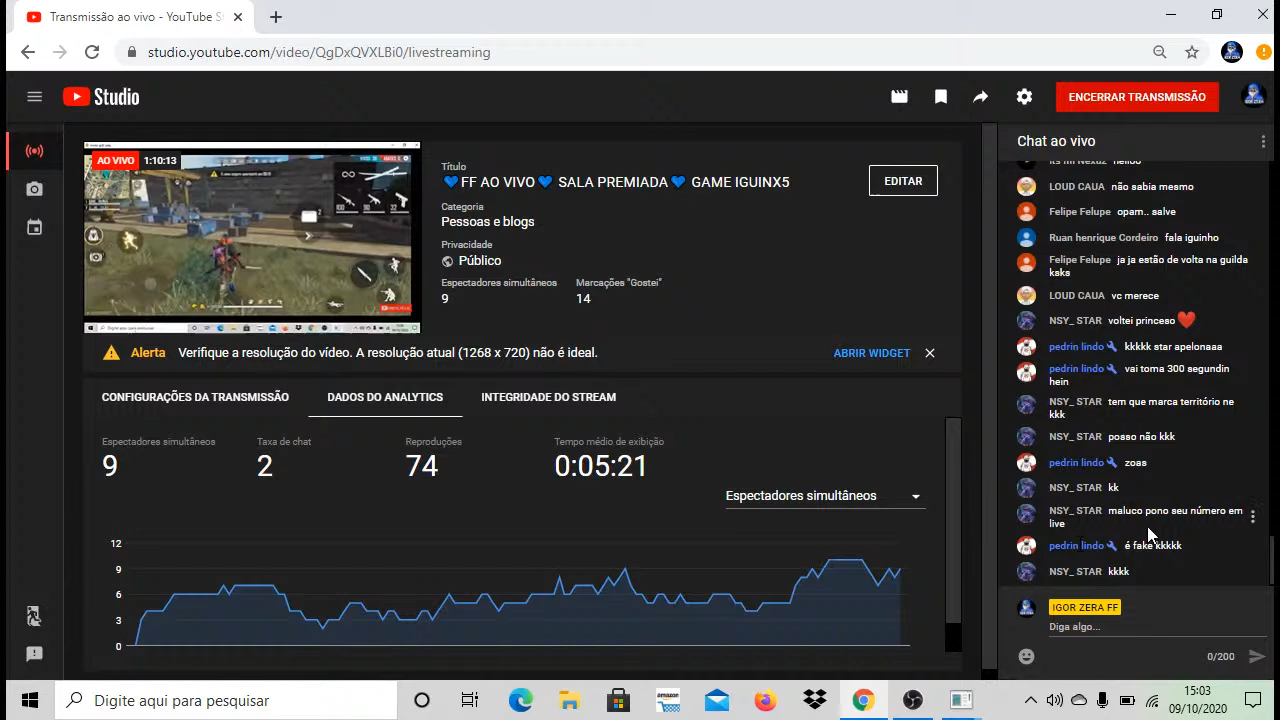 Transmissão ao vivo - YouTube S
studio.youtube.com/video/QgDxQVXLBi0/livestreaming
Studio
ENCERRAR TRANSMISSÃO
AO VIVO 1:10:13
Título
💙FF AO VIVO💙 SALA PREMIADA💙 GAME IGUINX5
EDITAR
Categoria
Pessoas e blogs
Privacidade
Público
Espectadores simultâneos
Marcações "Gostei"
9
14
Alerta Verifique a resolução do vídeo. A resolução atual (1268 x 720) não é ideal.
ABRIR WIDGET
CONFIGURAÇÕES DA TRANSMISSÃO
DADOS DO ANALYTICS
INTEGRIDADE DO STREAM
Espectadores simultâneos
Taxa de chat
Reproduções
Tempo médio de exibição
9
2
74
0:05:21
Espectadores simultâneos
12
9
6
3
0
Chat ao vivo
LOUD CAUA não sabia mesmo
Felipe Felupe opam.. salve
Ruan henrique Cordeiro fala iguinho
Felipe Felupe ja ja estão de volta na guilda
ksks
LOUD CAUA vc merece
NSY_ STAR voltei princeso❤️
pedrin lindo kkkkk star apelonaaa
pedrin lindo vai toma 300 segundin
hein
NSY_ STAR tem que marca território ne
kkk
NSY_ STAR posso não kkk
pedrin lindo zoas
NSY_ STAR kk
NSY_ STAR maluco pono seu número em
live
pedrin lindo é fake kkkkk
NSY_ STAR kkkk
IGOR ZERA FF
Diga algo...
0/200
Digite aqui para pesquisar
amazon
15:03
09/10/2020